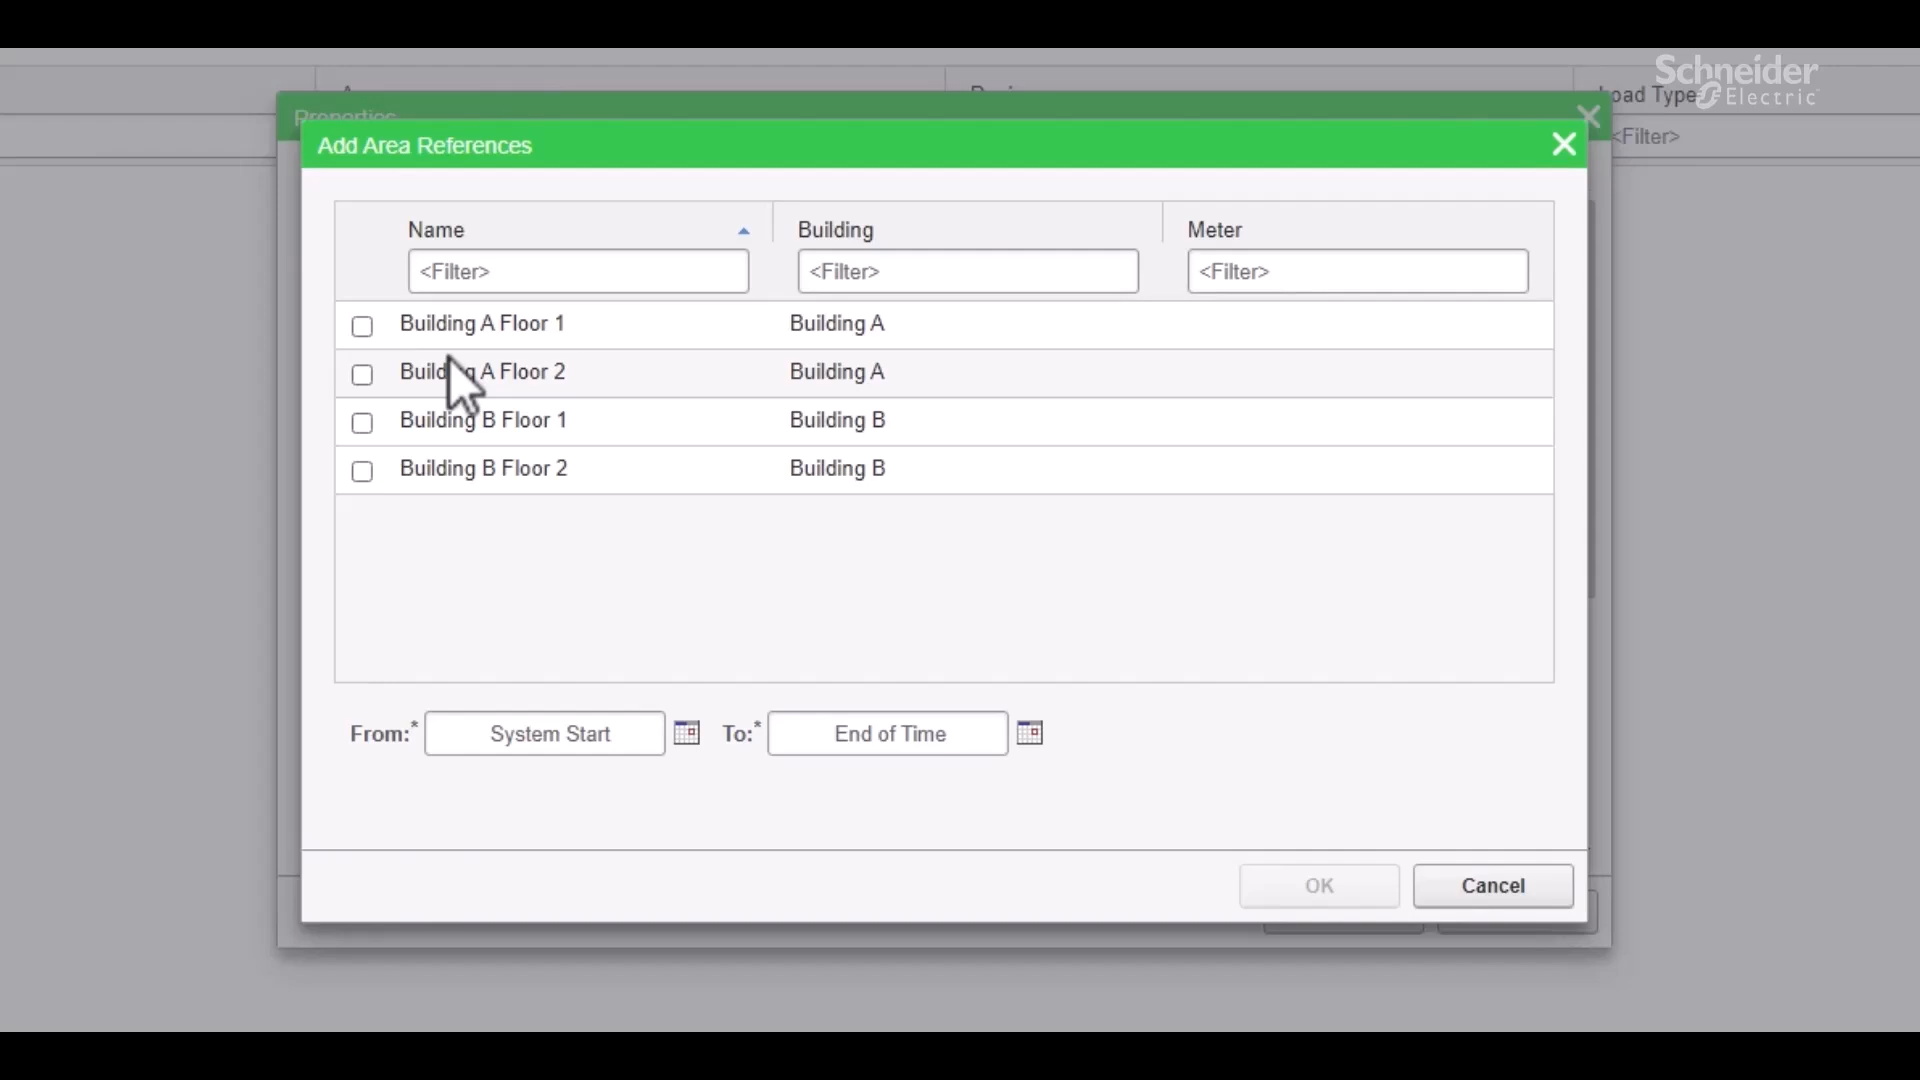 Schneider
Electric
Load Type
Properties
<Filter>
Add Area References
Name
Building
Meter
<Filter>
<Filter>
<Filter>
Building A Floor 1
Building A
Building A Floor 2
Building A
Building B Floor 1
Building B
Building B Floor 2
Building B
From:*
System Start
To:*
End of Time
OK
Cancel